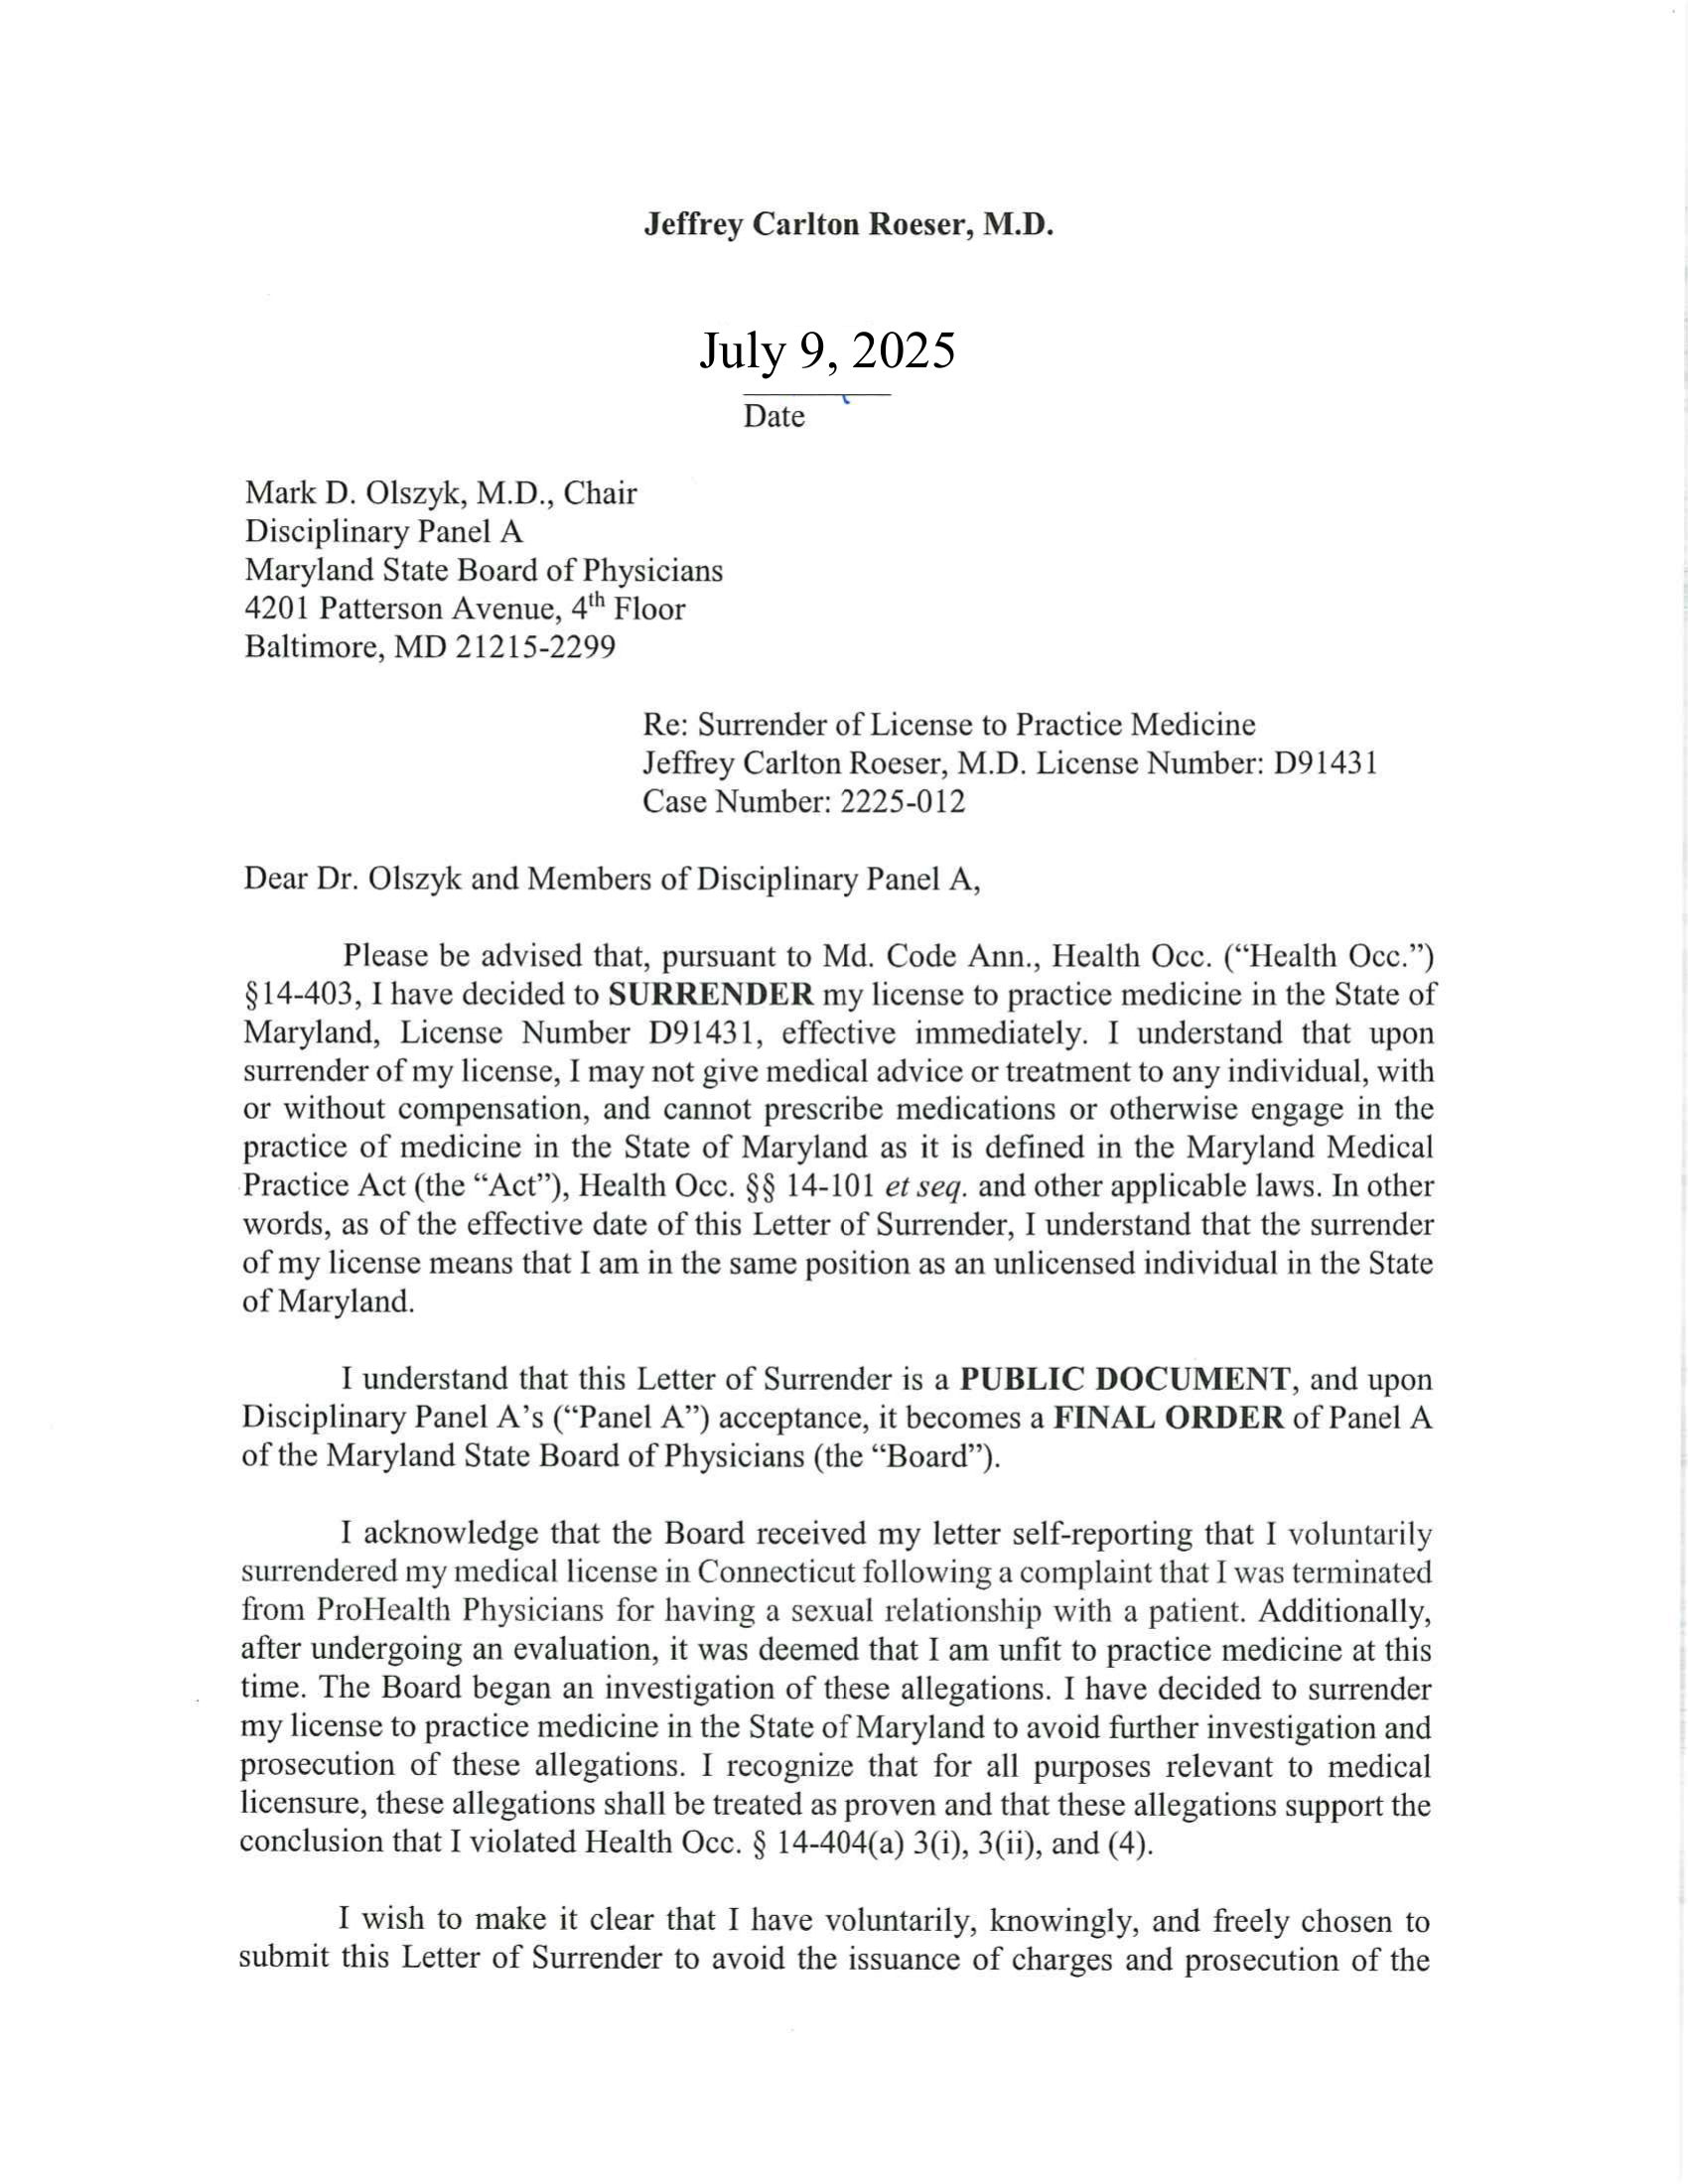 Jeffrey Carlton Roeser, M.D.
July 9, 2025
Date
Mark D. Olszyk, M.D., Chair
Disciplinary Panel A
Maryland State Board of Physicians
4201 Patterson Avenue, 4th Floor
Baltimore, MD 21215-2299
Re: Surrender of License to Practice Medicine
Jeffrey Carlton Roeser, M.D. License Number: D91431
Case Number: 2225-012
Dear Dr. Olszyk and Members of Disciplinary Panel A,
Please be advised that, pursuant to Md. Code Ann., Health Occ. (“Health Occ.”)
§14-403, I have decided to SURRENDER my license to practice medicine in the State of
Maryland, License Number D91431, effective immediately. I understand that upon
surrender of my license, I may not give medical advice or treatment to any individual, with
or without compensation, and cannot prescribe medications or otherwise engage in the
practice of medicine in the State of Maryland as it is defined in the Maryland Medical
Practice Act (the “Act”), Health Occ. §§ 14-101 et seq. and other applicable laws. In other
words, as of the effective date of this Letter of Surrender, I understand that the surrender
of my license means that I am in the same position as an unlicensed individual in the State
of Maryland.
I understand that this Letter of Surrender is a PUBLIC DOCUMENT, and upon
Disciplinary Panel A’s (“Panel A”) acceptance, it becomes a FINAL ORDER of Panel A
of the Maryland State Board of Physicians (the “Board”).
I acknowledge that the Board received my letter self-reporting that I voluntarily
surrendered my medical license in Connecticut following a complaint that I was terminated
from ProHealth Physicians for having a sexual relationship with a patient. Additionally,
after undergoing an evaluation, it was deemed that I am unfit to practice medicine at this
time. The Board began an investigation of these allegations. I have decided to surrender
my license to practice medicine in the State of Maryland to avoid further investigation and
prosecution of these allegations. I recognize that for all purposes relevant to medical
licensure, these allegations shall be treated as proven and that these allegations support the
conclusion that I violated Health Occ. § 14-404(a) 3(i), 3(ii), and (4).
I wish to make it clear that I have voluntarily, knowingly, and freely chosen to
submit this Letter of Surrender to avoid the issuance of charges and prosecution of the